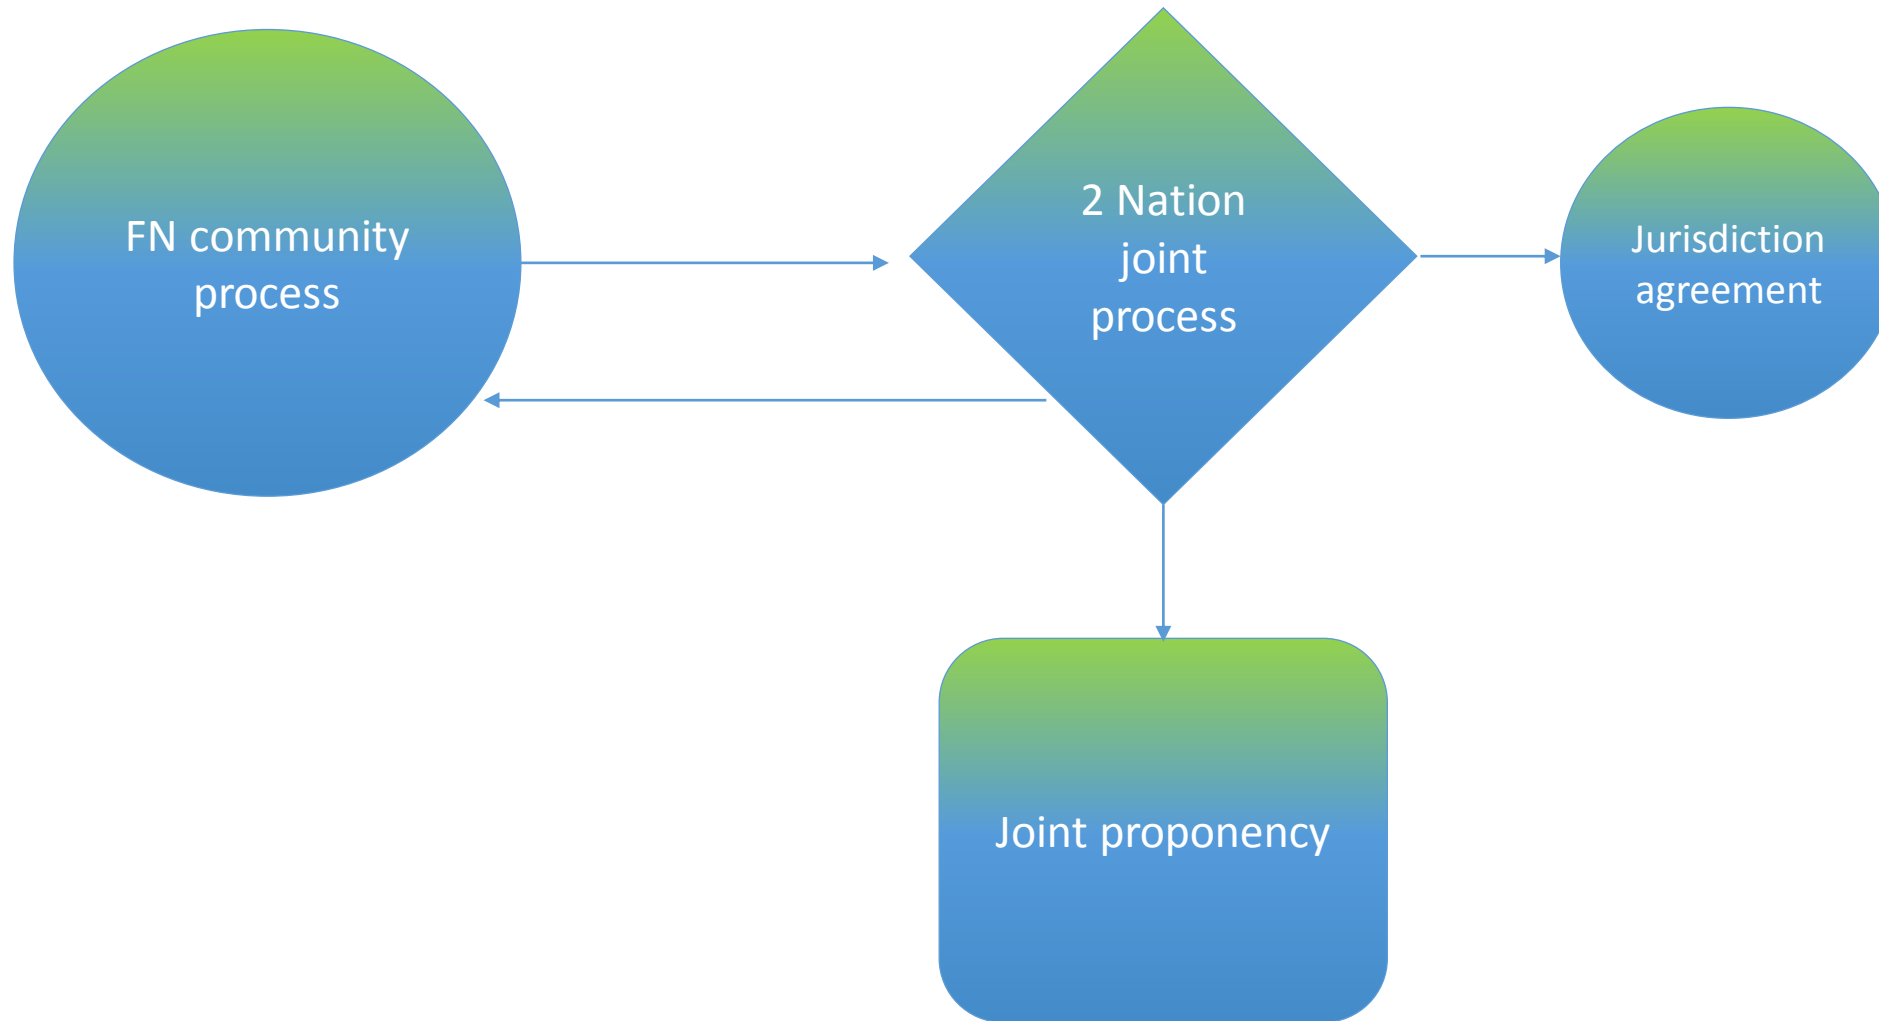 FN community
process
2 Nation
joint
process
Jurisdiction
agreement
Joint proponency